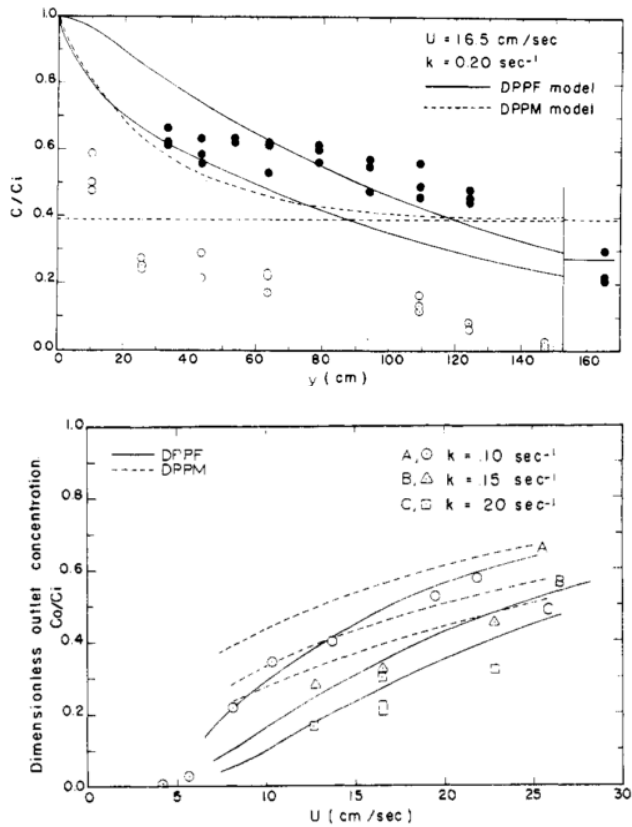 1.0
0.8
0.6
0.4
0.2
0.0
C/Ci
U = 16.5 cm/sec
k = 0.20 sec⁻¹
DPPF model
DPPM model
0 20 40 60 80 100 120 140 160
y (cm)
1.0
0.8
0.6
0.4
0.2
0
Dimensionless outlet concentration
Co/Ci
DPPF
DPPM
A, k = .10 sec⁻¹
B, k = .15 sec⁻¹
C, k = .20 sec⁻¹
A
B
C
0 5 10 15 20 25 30
U (cm/sec)